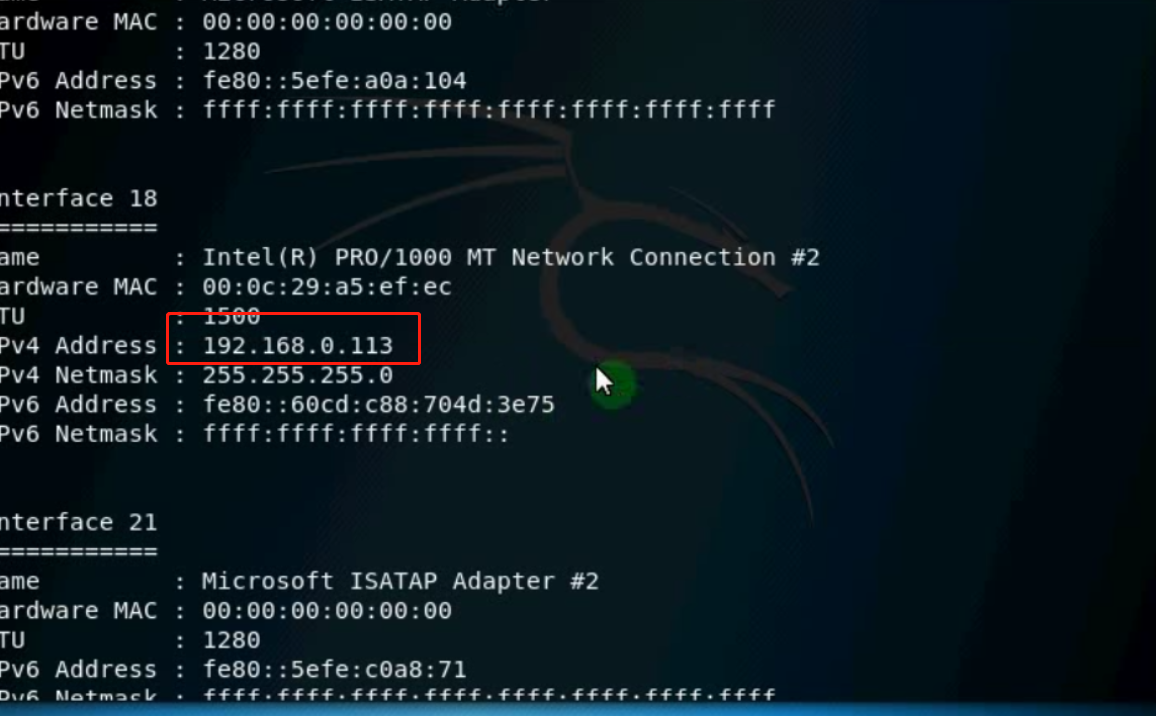 ardware MAC : 00:00:00:00:00:00
TU : 1280
Pv6 Address : fe80::5efe:a0a:104
Pv6 Netmask : ffff:ffff:ffff:ffff:ffff:ffff:ffff:ffff
nterface 18
===========
ame : Intel(R) PRO/1000 MT Network Connection #2
ardware MAC : 00:0c:29:a5:ef:ec
TU : 1500
Pv4 Address : 192.168.0.113
Pv4 Netmask : 255.255.255.0
Pv6 Address : fe80::60cd:c88:704d:3e75
Pv6 Netmask : ffff:ffff:ffff:ffff::
nterface 21
===========
ame : Microsoft ISATAP Adapter #2
ardware MAC : 00:00:00:00:00:00
TU : 1280
Pv6 Address : fe80::5efe:c0a8:71
Pv6 Netmask : ffff:ffff:ffff:ffff:ffff:ffff:ffff:ffff